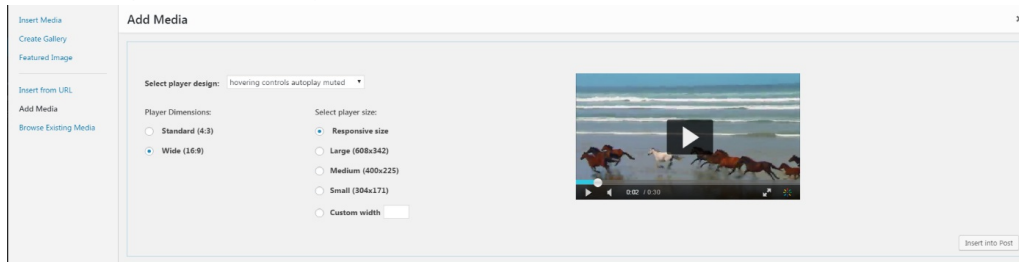 Insert Media
Create Gallery
Featured Image
Insert from URL
Add Media
Browse Existing Media
Add Media
Select player design: hovering controls autoplay muted
Player Dimensions:
Standard (4:3)
Wide (16:9)
Select player size:
Responsive size
Large (608x342)
Medium (400x225)
Small (304x171)
Custom width
0:02 / 0:30
Insert into Post